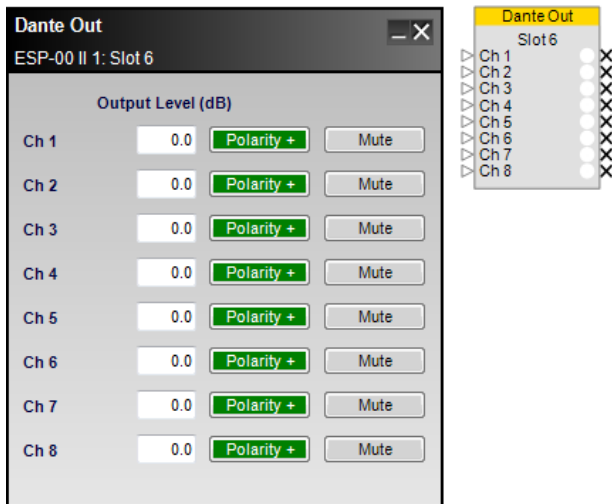 Dante Out
ESP-00 II 1: Slot 6
Output Level (dB)
Ch 1 0.0 Polarity + Mute
Ch 2 0.0 Polarity + Mute
Ch 3 0.0 Polarity + Mute
Ch 4 0.0 Polarity + Mute
Ch 5 0.0 Polarity + Mute
Ch 6 0.0 Polarity + Mute
Ch 7 0.0 Polarity + Mute
Ch 8 0.0 Polarity + Mute
Dante Out
Slot 6
Ch 1
Ch 2
Ch 3
Ch 4
Ch 5
Ch 6
Ch 7
Ch 8